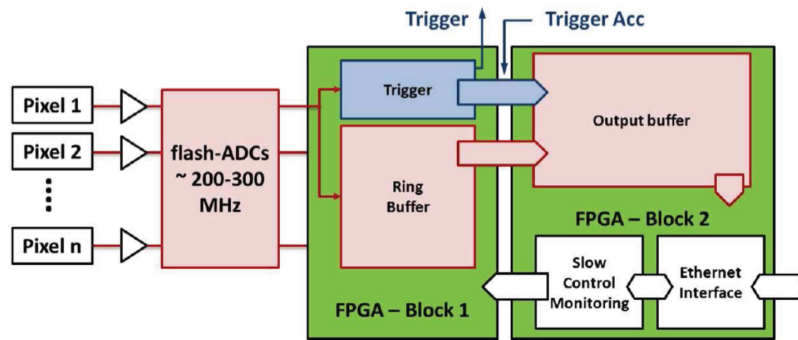 Trigger
Trigger Acc
Pixel 1
Pixel 2
Pixel n
flash-ADCs
~ 200-300
MHz
Trigger
Ring
Buffer
FPGA – Block 1
Output buffer
FPGA – Block 2
Slow
Control
Monitoring
Ethernet
Interface